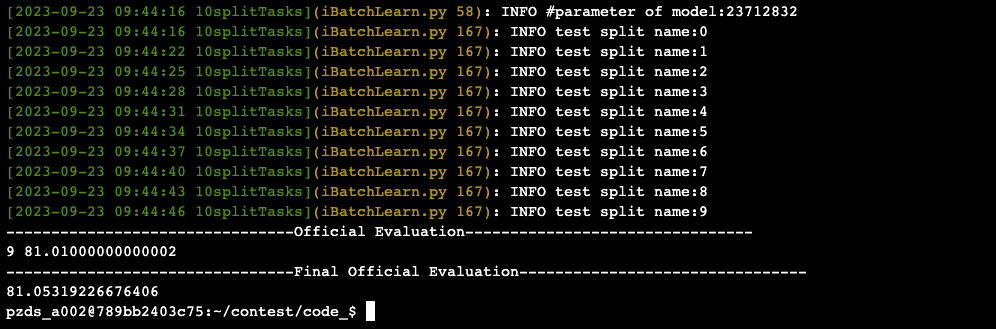 [2023-09-23 09:44:16 10splitTasks](iBatchLearn.py 58): INFO #parameter of model:23712832
[2023-09-23 09:44:16 10splitTasks](iBatchLearn.py 167): INFO test split name:0
[2023-09-23 09:44:22 10splitTasks](iBatchLearn.py 167): INFO test split name:1
[2023-09-23 09:44:25 10splitTasks](iBatchLearn.py 167): INFO test split name:2
[2023-09-23 09:44:28 10splitTasks](iBatchLearn.py 167): INFO test split name:3
[2023-09-23 09:44:31 10splitTasks](iBatchLearn.py 167): INFO test split name:4
[2023-09-23 09:44:34 10splitTasks](iBatchLearn.py 167): INFO test split name:5
[2023-09-23 09:44:37 10splitTasks](iBatchLearn.py 167): INFO test split name:6
[2023-09-23 09:44:40 10splitTasks](iBatchLearn.py 167): INFO test split name:7
[2023-09-23 09:44:43 10splitTasks](iBatchLearn.py 167): INFO test split name:8
[2023-09-23 09:44:46 10splitTasks](iBatchLearn.py 167): INFO test split name:9
--------------------------------Official Evaluation--------------------------------
9 81.01000000000002
--------------------------------Final Official Evaluation--------------------------------
81.05319226676406
pzds_a002@789bb2403c75:~/contest/code_$